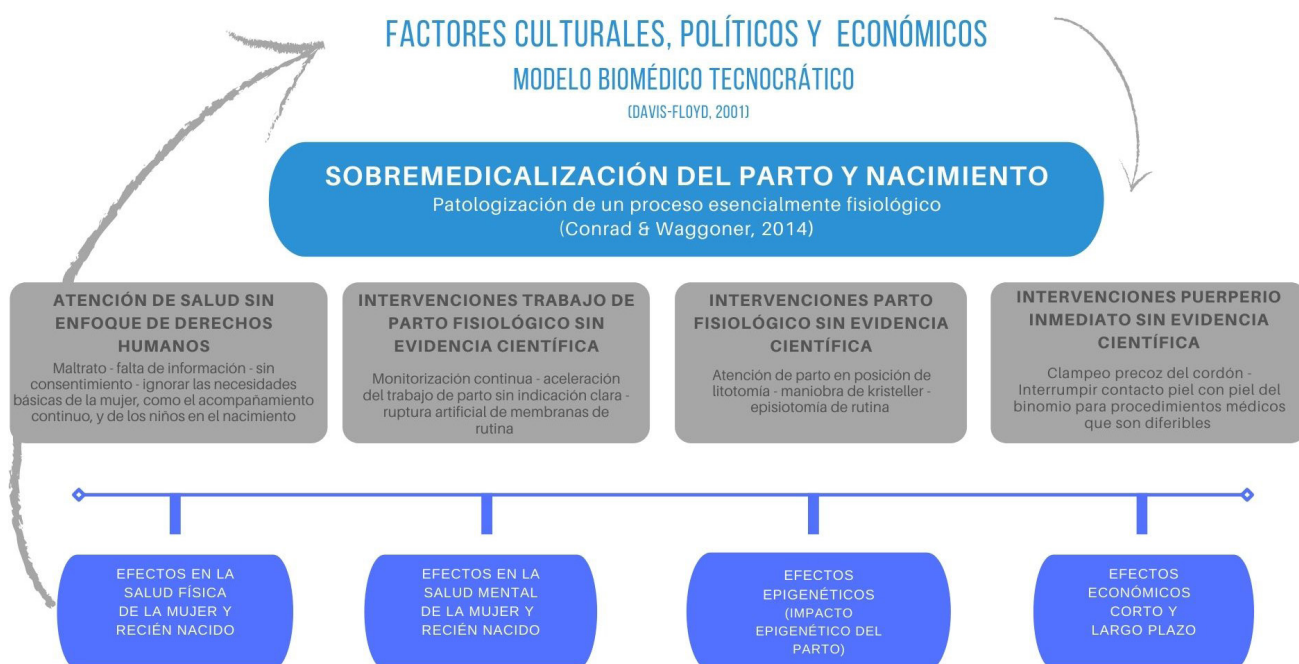 FACTORES CULTURALES, POLÍTICOS Y ECONÓMICOS
MODELO BIOMÉDICO TECNOCRÁTICO
(DAVIS-FLOYD, 2001)
SOBREMEDICALIZACIÓN DEL PARTO Y NACIMIENTO
Patologización de un proceso esencialmente fisiológico
(Conrad & Waggoner, 2014)
ATENCIÓN DE SALUD SIN
ENFOQUE DE DERECHOS
HUMANOS
Maltrato - falta de información - sin
consentimiento - ignorar las necesidades
básicas de la mujer, como el acompañamiento
continuo, y de los niños en el nacimiento
INTERVENCIONES TRABAJO DE
PARTO FISIOLÓGICO SIN
EVIDENCIA CIENTÍFICA
Monitorización continua - aceleración
del trabajo de parto sin indicación clara -
ruptura artificial de membranas de
rutina
INTERVENCIONES PARTO
FISIOLÓGICO SIN EVIDENCIA
CIENTÍFICA
Atención de parto en posición de
litotomía - maniobra de kristeller -
episiotomía de rutina
INTERVENCIONES PUERPERIO
INMEDIATO SIN EVIDENCIA
CIENTÍFICA
Clampeo precoz del cordón -
Interrumpir contacto piel con piel del
binomio para procedimientos médicos
que son diferibles
EFECTOS EN LA
SALUD FÍSICA
DE LA MUJER Y
RECIÉN NACIDO
EFECTOS EN LA
SALUD MENTAL
DE LA MUJER Y
RECIÉN NACIDO
EFECTOS
EPIGENÉTICOS
(IMPACTO
EPIGENÉTICO DEL
PARTO)
EFECTOS
ECONÓMICOS
CORTO Y
LARGO PLAZO